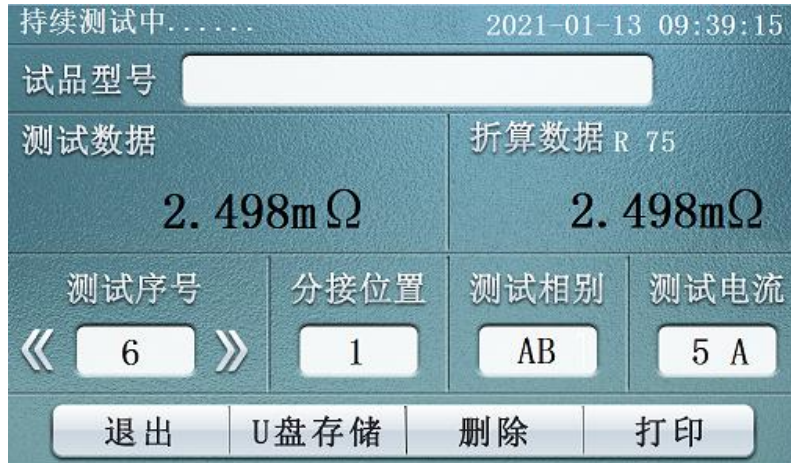 持续测试中...... 2021-01-13 09:39:15
试品型号
测试数据 折算数据 R 75
2.498mΩ 2.498mΩ
测试序号 分接位置 测试相别 测试电流
《 6 》 1 AB 5 A
退出 U盘存储 删除 打印